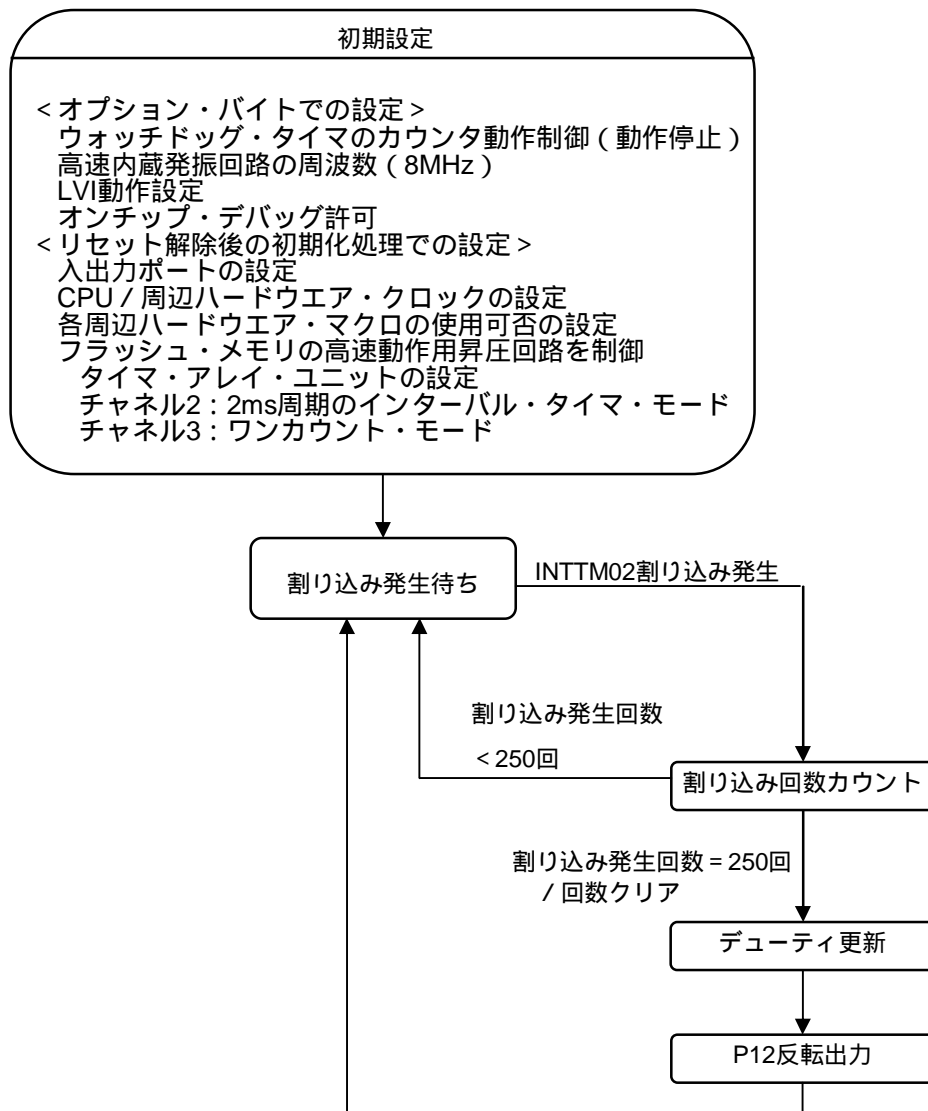 初期設定
<オプション・バイトでの設定>
ウォッチドッグ・タイマのカウンタ動作制御(動作停止)
高速内蔵発振回路の周波数(8MHz)
LVI動作設定
オンチップ・デバッグ許可
<リセット解除後の初期化処理での設定>
入出力ポートの設定
CPU/周辺ハードウエア・クロックの設定
各周辺ハードウエア・マクロの使用可否の設定
フラッシュ・メモリの高速動作用昇圧回路を制御
タイマ・アレイ・ユニットの設定
チャネル2:2ms周期のインターバル・タイマ・モード
チャネル3:ワンカウント・モード
割り込み発生待ち
INTTM02割り込み発生
割り込み発生回数
<250回
割り込み回数カウント
割り込み発生回数=250回
/回数クリア
デューティ更新
P12反転出力